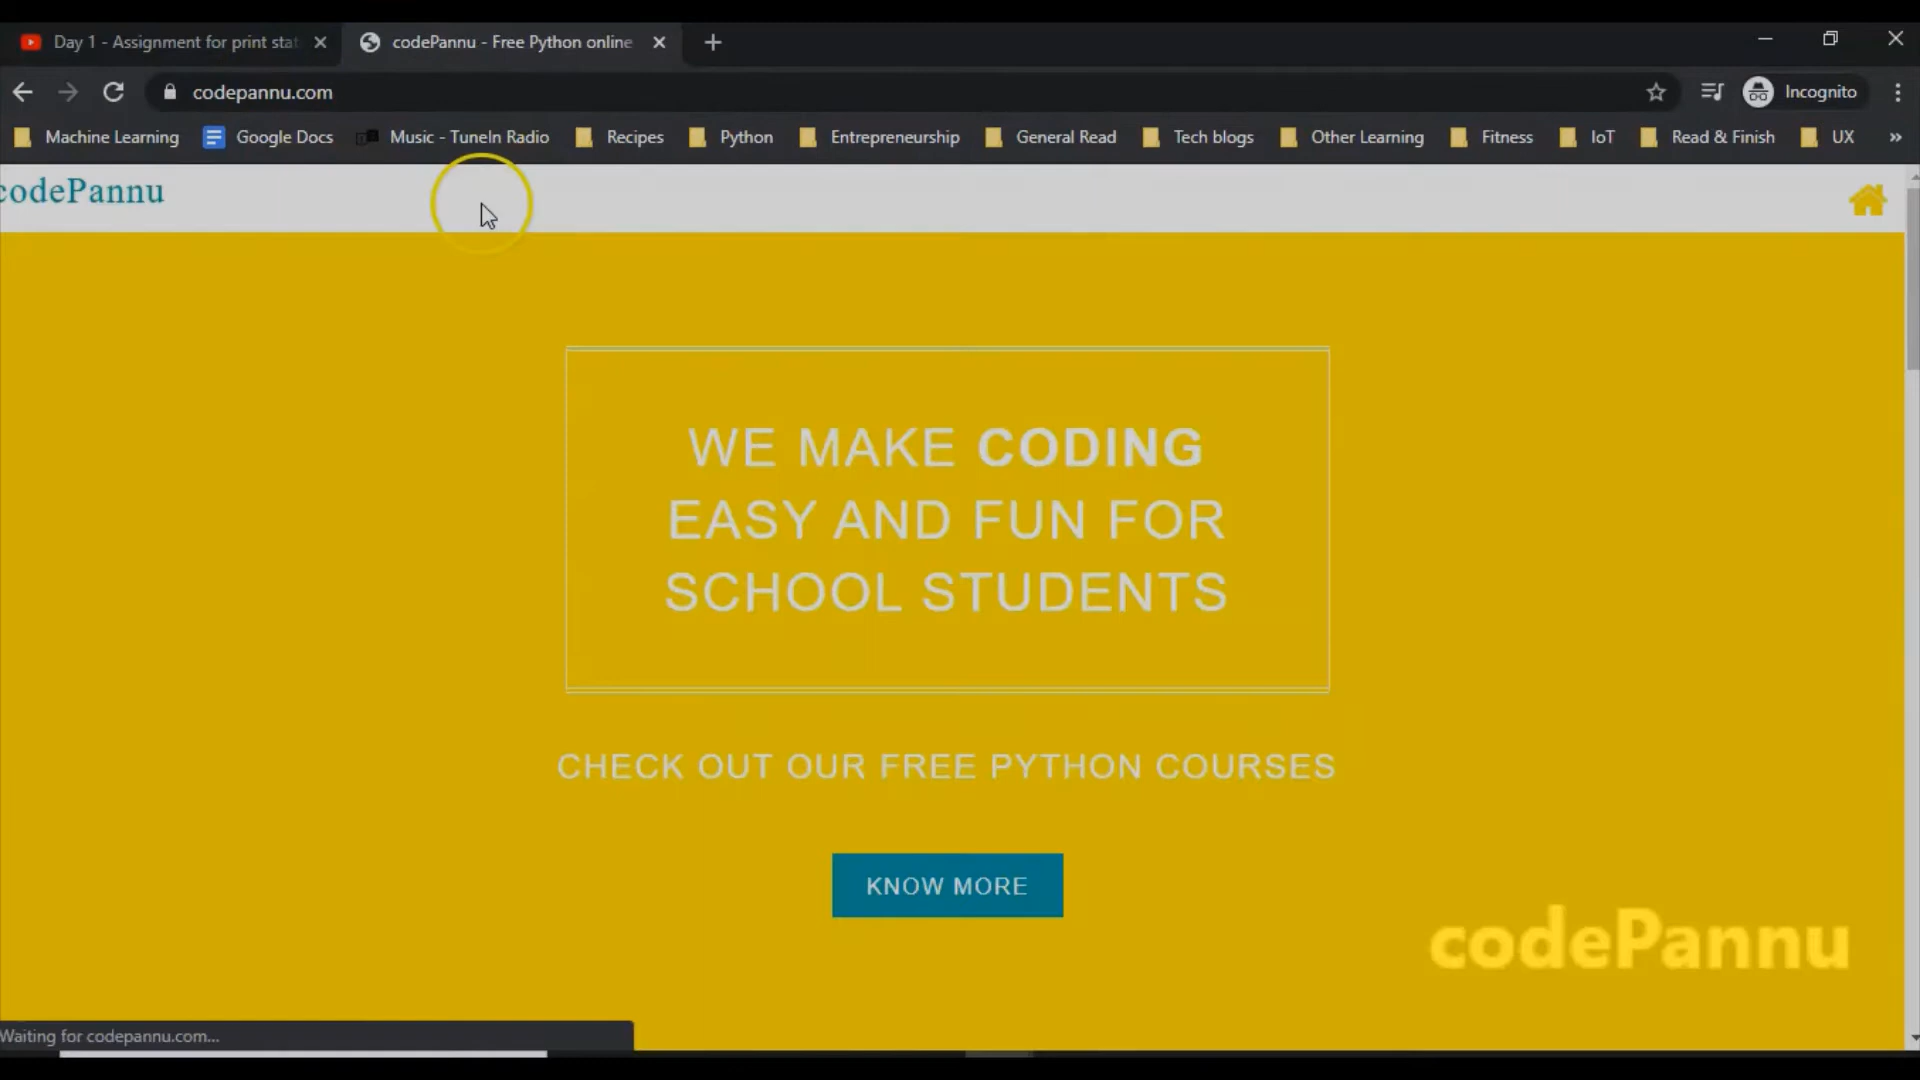 Day 1 - Assignment for print stat
codePannu - Free Python online
codepannu.com
Incognito
Machine Learning
Google Docs
Music - TuneIn Radio
Recipes
Python
Entrepreneurship
General Read
Tech blogs
Other Learning
Fitness
IoT
Read & Finish
UX
»
codePannu
WE MAKE CODING
EASY AND FUN FOR
SCHOOL STUDENTS
CHECK OUT OUR FREE PYTHON COURSES
KNOW MORE
codePannu
Waiting for codepannu.com...